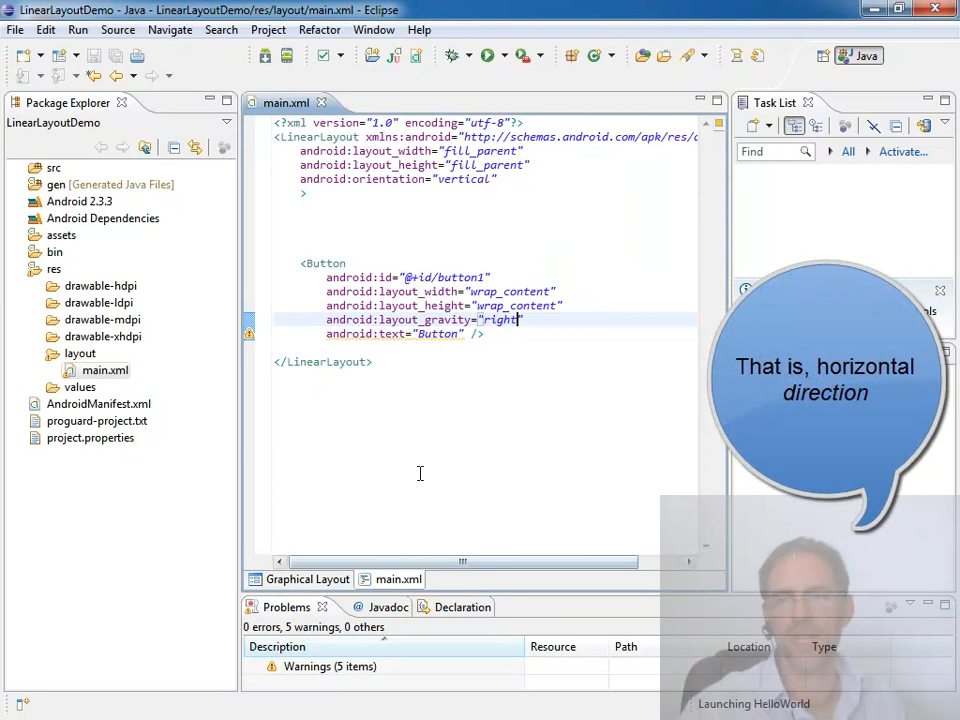 LinearLayoutDemo - Java - LinearLayoutDemo/res/layout/main.xml - Eclipse
File Edit Run Source Navigate Search Project Refactor Window Help
Java
Package Explorer
LinearLayoutDemo
src
gen [Generated Java Files]
Android 2.3.3
Android Dependencies
assets
bin
res
drawable-hdpi
drawable-ldpi
drawable-mdpi
drawable-xhdpi
layout
main.xml
values
AndroidManifest.xml
proguard-project.txt
project.properties
main.xml
<?xml version="1.0" encoding="utf-8"?>
<LinearLayout xmlns:android="http://schemas.android.com/apk/res/a
android:layout_width="fill_parent"
android:layout_height="fill_parent"
android:orientation="vertical"
>
<Button
android:id="@+id/button1"
android:layout_width="wrap_content"
android:layout_height="wrap_content"
android:layout_gravity="right"
android:text="Button" />
</LinearLayout>
Graphical Layout main.xml
Task List
Find All Activate...
That is, horizontal
direction
Problems @ Javadoc Declaration
0 errors, 5 warnings, 0 others
Description Resource Path Location Type
Warnings (5 items)
Launching HelloWorld